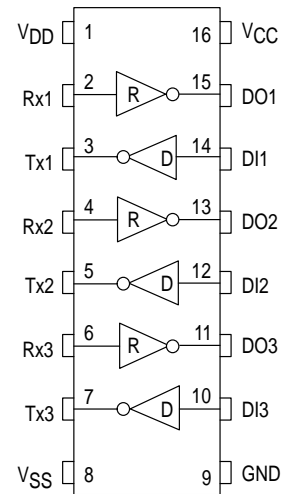 VDD 1 16 VCC
Rx1 2 R 15 DO1
Tx1 3 D 14 DI1
Rx2 4 R 13 DO2
Tx2 5 D 12 DI2
Rx3 6 R 11 DO3
Tx3 7 D 10 DI3
VSS 8 9 GND